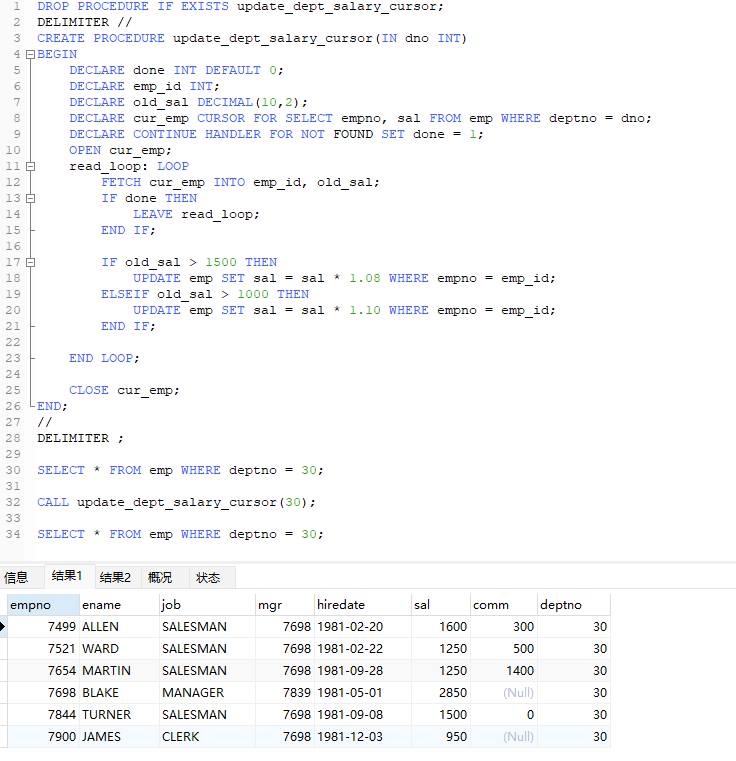 1 DROP PROCEDURE IF EXISTS update_dept_salary_cursor;
2 DELIMITER //
3 CREATE PROCEDURE update_dept_salary_cursor(IN dno INT)
4 BEGIN
5 DECLARE done INT DEFAULT 0;
6 DECLARE emp_id INT;
7 DECLARE old_sal DECIMAL(10,2);
8 DECLARE cur_emp CURSOR FOR SELECT empno, sal FROM emp WHERE deptno = dno;
9 DECLARE CONTINUE HANDLER FOR NOT FOUND SET done = 1;
10 OPEN cur_emp;
11 read_loop: LOOP
12 FETCH cur_emp INTO emp_id, old_sal;
13 IF done THEN
14 LEAVE read_loop;
15 END IF;
16
17 IF old_sal > 1500 THEN
18 UPDATE emp SET sal = sal * 1.08 WHERE empno = emp_id;
19 ELSEIF old_sal > 1000 THEN
20 UPDATE emp SET sal = sal * 1.10 WHERE empno = emp_id;
21 END IF;
22
23 END LOOP;
24
25 CLOSE cur_emp;
26 END;
27 //
28 DELIMITER ;
29
30 SELECT * FROM emp WHERE deptno = 30;
31
32 CALL update_dept_salary_cursor(30);
33
34 SELECT * FROM emp WHERE deptno = 30;
信息 结果1 结果2 概况 状态
empno ename job mgr hiredate sal comm deptno
7499 ALLEN SALESMAN 7698 1981-02-20 1600 300 30
7521 WARD SALESMAN 7698 1981-02-22 1250 500 30
7654 MARTIN SALESMAN 7698 1981-09-28 1250 1400 30
7698 BLAKE MANAGER 7839 1981-05-01 2850 (Null) 30
7844 TURNER SALESMAN 7698 1981-09-08 1500 0 30
7900 JAMES CLERK 7698 1981-12-03 950 (Null) 30